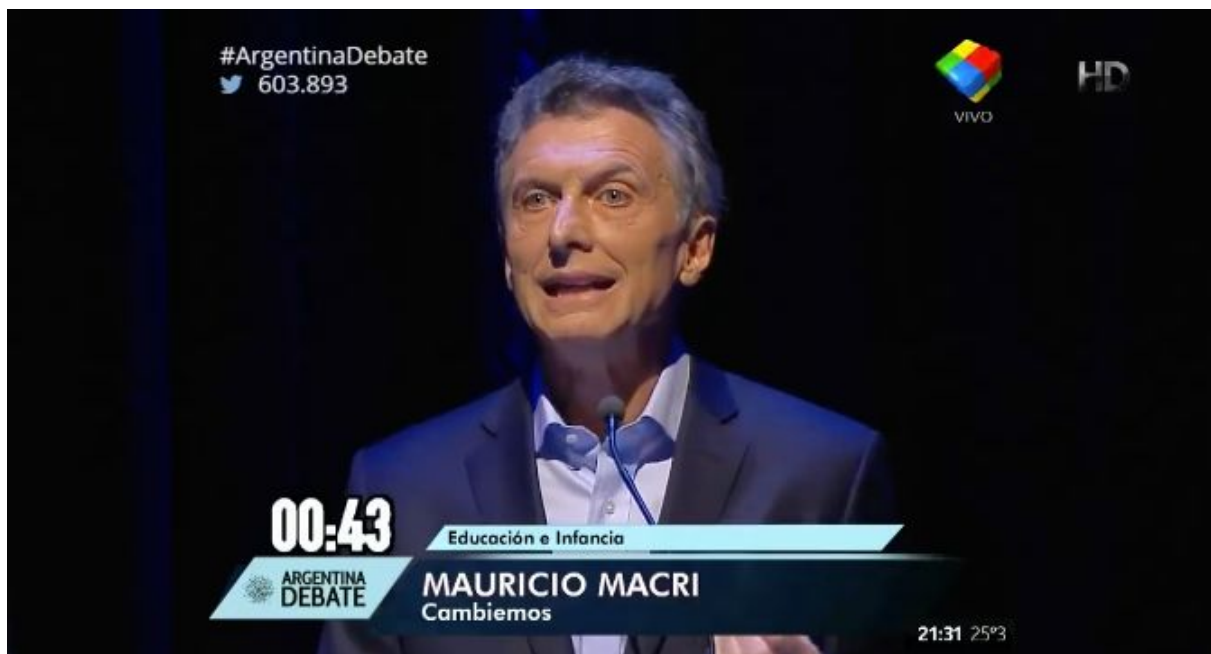 #ArgentinaDebate
603.893
VIVO
HD
00:43
Educación e Infancia
ARGENTINA
DEBATE
MAURICIO MACRI
Cambiemos
21:31 25º3